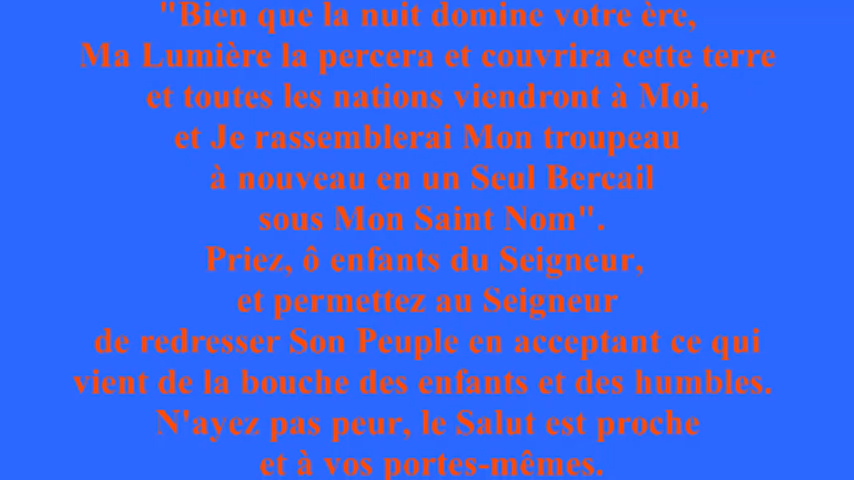 "Bien que la nuit domine votre ère,
Ma Lumière la percera et couvrira cette terre
et toutes les nations viendront à Moi,
et Je rassemblerai Mon troupeau
à nouveau en un Seul Bercail
sous Mon Saint Nom".
Priez, ô enfants du Seigneur,
et permettez au Seigneur
de redresser Son Peuple en acceptant ce qui
vient de la bouche des enfants et des humbles.
N'ayez pas peur, le Salut est proche
et à vos portes-mêmes.